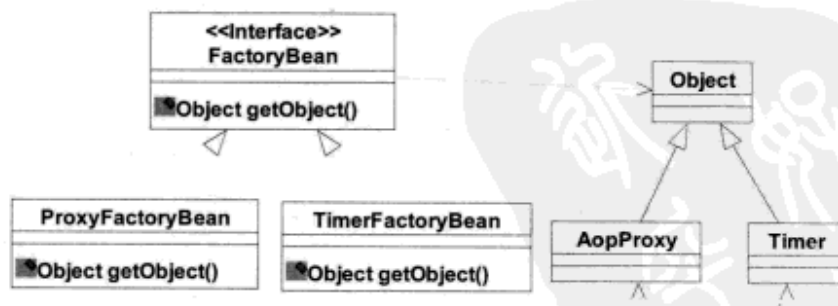 <<Interface>>
FactoryBean
Object getObject()
Object
ProxyFactoryBean
Object getObject()
TimerFactoryBean
Object getObject()
AopProxy
Timer